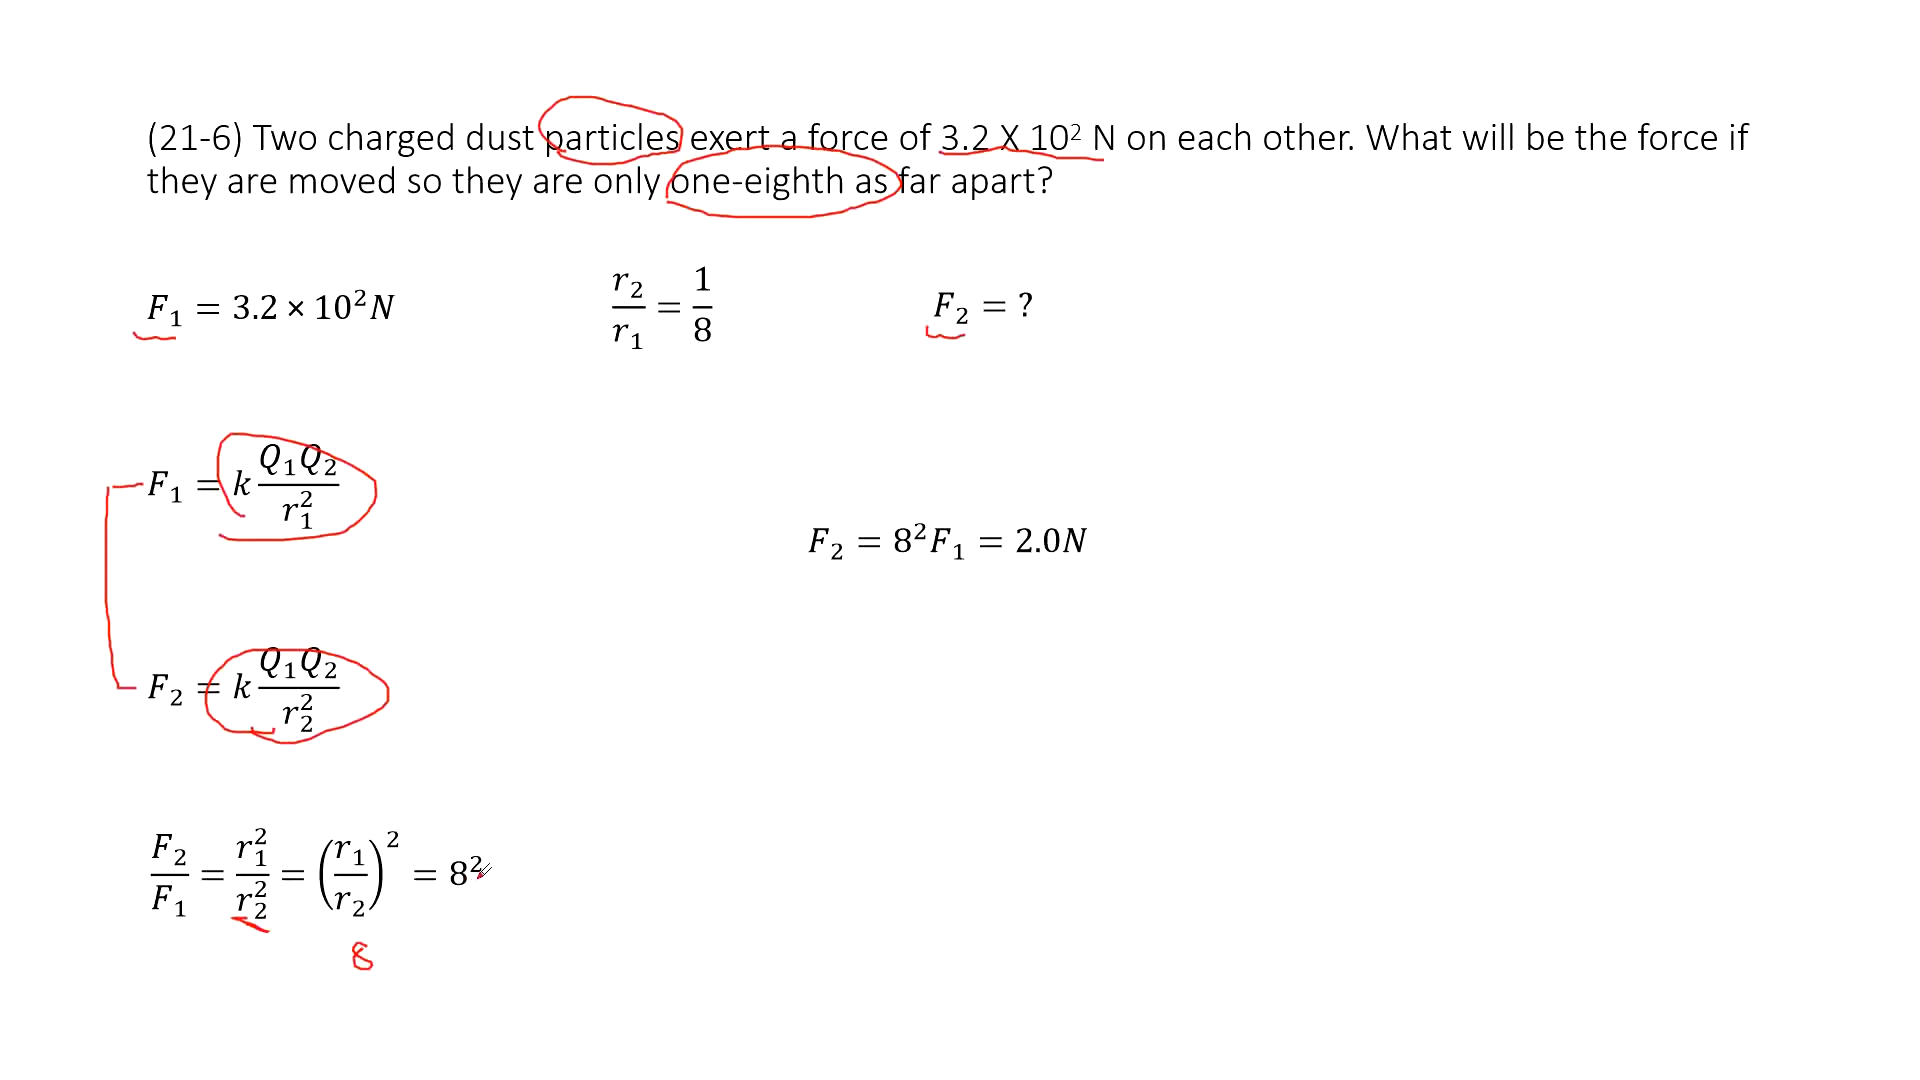 (21-6) Two charged dust particles exert a force of 3.2 X 10² N on each other. What will be the force if
they are moved so they are only one-eighth as far apart?
F₁ = 3.2 × 10² N
r₂/r₁ = 1/8
F₂ = ?
F₁ = k Q₁Q₂/r₁²
F₂ = 8²F₁ = 2.0N
F₂ = k Q₁Q₂/r₂²
F₂/F₁ = r₁²/r₂² = (r₁/r₂)² = 8²
8